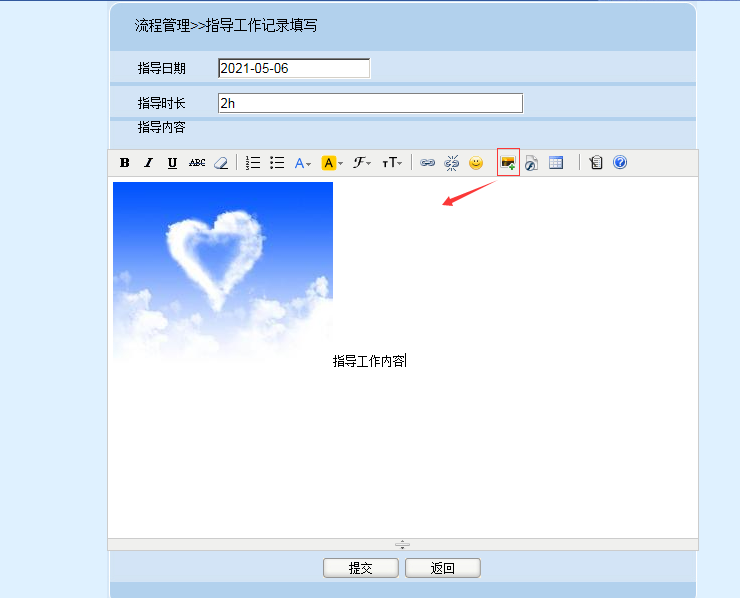 流程管理>>指导工作记录填写
指导日期 2021-05-06
指导时长 2h
指导内容
B I U ABC A A F TT
指导工作内容
提交 返回